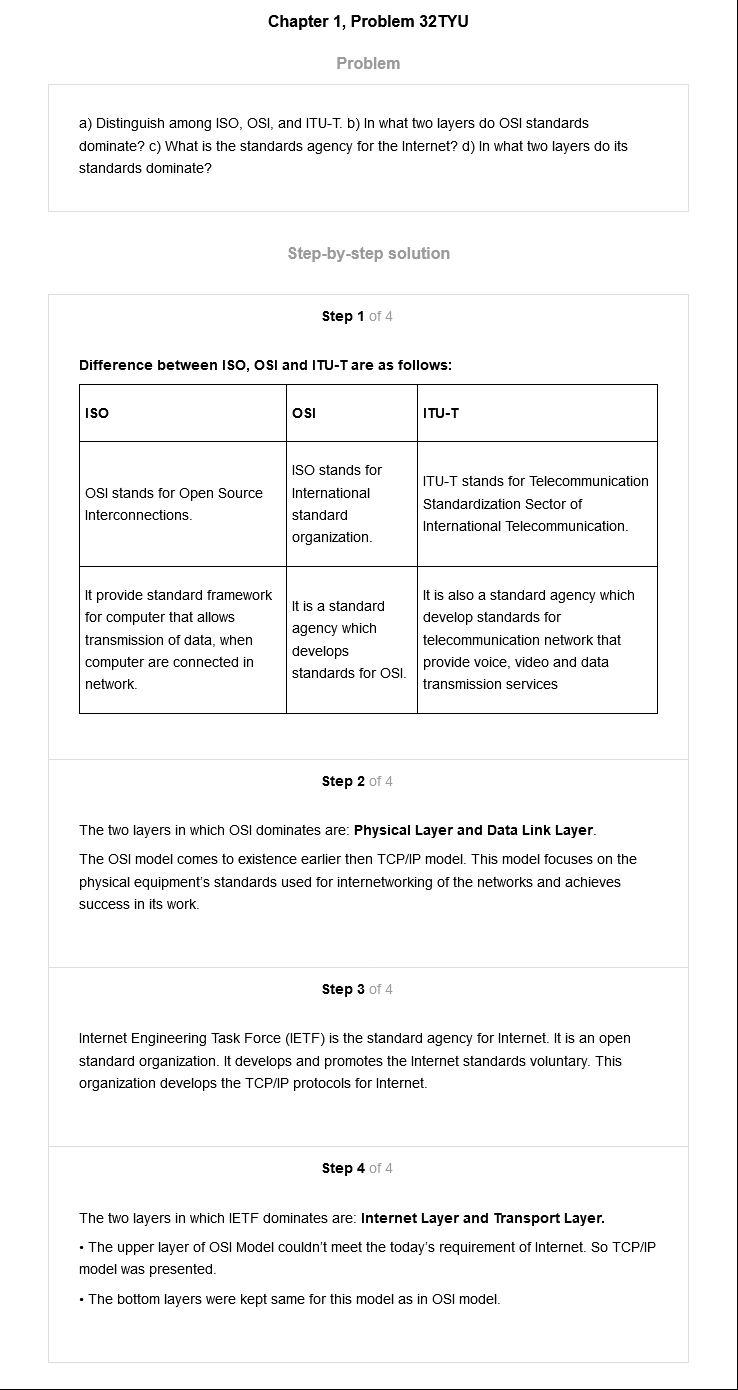 Chapter 1, Problem 32TYU
Problem
a) Distinguish among ISO, OSI, and ITU-T. b) In what two layers do OSI standards
dominate? c) What is the standards agency for the Internet? d) In what two layers do its
standards dominate?
Step-by-step solution
Step 1 of 4
Difference between ISO, OSI and ITU-T are as follows:
ISO
OSI
ITU-T
OSI stands for Open Source
Interconnections.
ISO stands for
International
standard
organization.
ITU-T stands for Telecommunication
Standardization Sector of
International Telecommunication.
It provide standard framework
for computer that allows
transmission of data, when
computer are connected in
network.
It is a standard
agency which
develops
standards for OSI.
It is also a standard agency which
develop standards for
telecommunication network that
provide voice, video and data
transmission services
Step 2 of 4
The two layers in which OSI dominates are: Physical Layer and Data Link Layer.
The OSI model comes to existence earlier then TCP/IP model. This model focuses on the
physical equipment's standards used for internetworking of the networks and achieves
success in its work.
Step 3 of 4
Internet Engineering Task Force (IETF) is the standard agency for Internet. It is an open
standard organization. It develops and promotes the Internet standards voluntary. This
organization develops the TCP/IP protocols for Internet.
Step 4 of 4
The two layers in which IETF dominates are: Internet Layer and Transport Layer.
• The upper layer of OSI Model couldn't meet the today's requirement of Internet. So TCP/IP
model was presented.
• The bottom layers were kept same for this model as in OSI model.